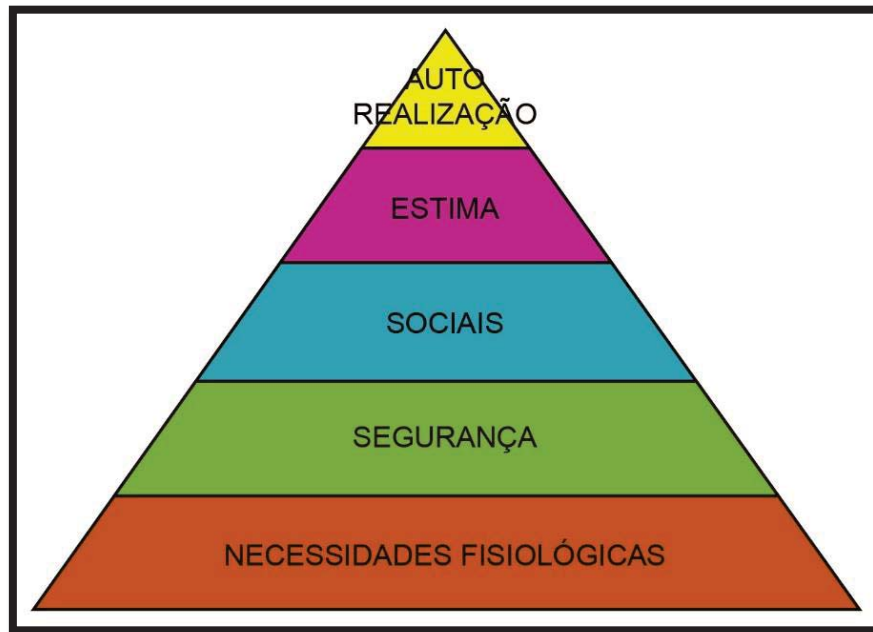 AUTO
REALIZAÇÃO
ESTIMA
SOCIAIS
SEGURANÇA
NECESSIDADES FISIOLÓGICAS